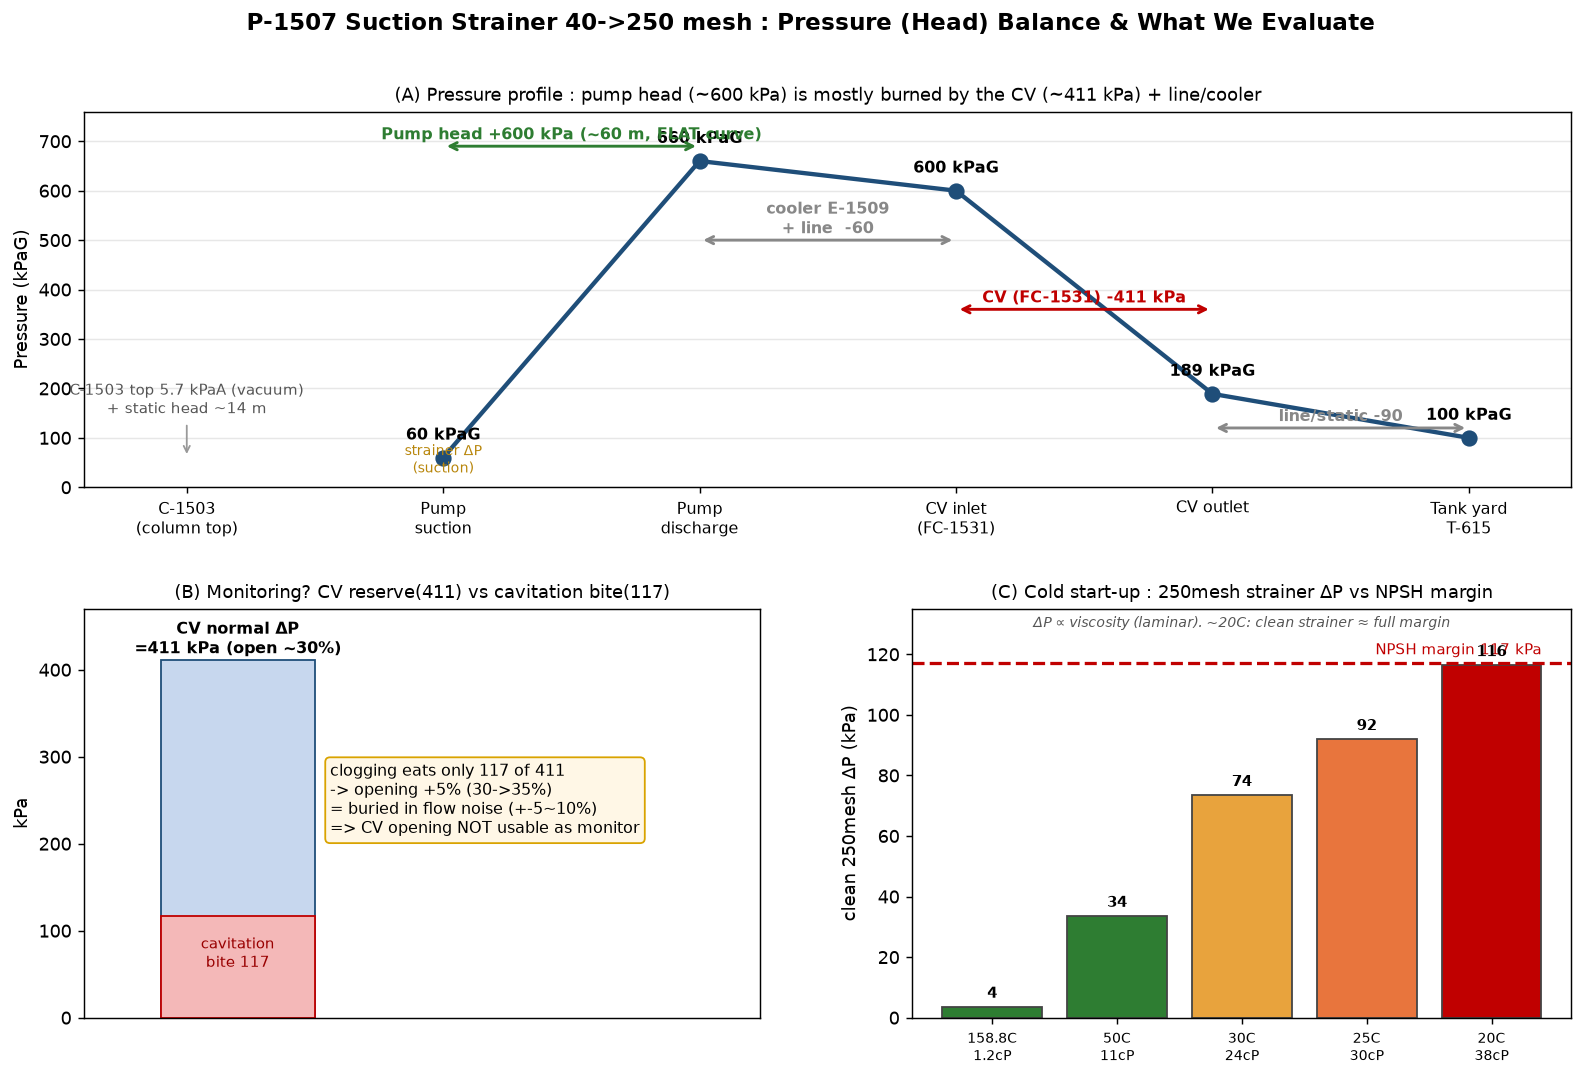 P-1507 Suction Strainer 40->250 mesh : Pressure (Head) Balance & What We Evaluate
(A) Pressure profile : pump head (~600 kPa) is mostly burned by the CV (~411 kPa) + line/cooler
Pressure (kPaG)
700
600
500
400
300
200
100
0
Pump head +600 kPa (~60 m, FLAT curve)
660 kPaG
600 kPaG
cooler E-1509
+ line -60
CV (FC-1531) -411 kPa
189 kPaG
line/static -90
100 kPaG
C-1503 top 5.7 kPaA (vacuum)
+ static head ~14 m
60 kPaG
strainer ΔP
(suction)
C-1503
(column top)
Pump
suction
Pump
discharge
CV inlet
(FC-1531)
CV outlet
Tank yard
T-615
(B) Monitoring? CV reserve(411) vs cavitation bite(117)
kPa
400
300
200
100
0
CV normal ΔP
=411 kPa (open ~30%)
clogging eats only 117 of 411
-> opening +5% (30->35%)
= buried in flow noise (+-5~10%)
=> CV opening NOT usable as monitor
cavitation
bite 117
(C) Cold start-up : 250mesh strainer ΔP vs NPSH margin
clean 250mesh ΔP (kPa)
120
100
80
60
40
20
0
ΔP ∝ viscosity (laminar). ~20C: clean strainer ≈ full margin
NPSH margin 117 kPa
116
92
74
34
4
158.8C
1.2cP
50C
11cP
30C
24cP
25C
30cP
20C
38cP